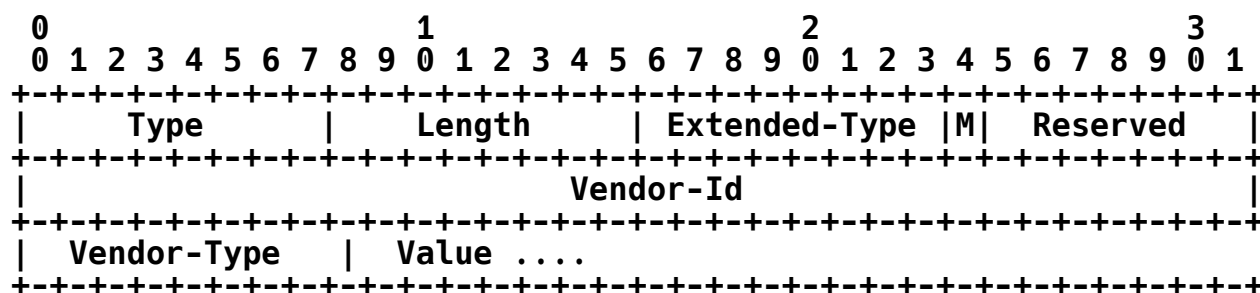 0                   1                   2                   3
 0 1 2 3 4 5 6 7 8 9 0 1 2 3 4 5 6 7 8 9 0 1 2 3 4 5 6 7 8 9 0 1
+-+-+-+-+-+-+-+-+-+-+-+-+-+-+-+-+-+-+-+-+-+-+-+-+-+-+-+-+-+-+-+-+
|     Type      |    Length     | Extended-Type |M|  Reserved   |
+-+-+-+-+-+-+-+-+-+-+-+-+-+-+-+-+-+-+-+-+-+-+-+-+-+-+-+-+-+-+-+-+
|                            Vendor-Id                            |
+-+-+-+-+-+-+-+-+-+-+-+-+-+-+-+-+-+-+-+-+-+-+-+-+-+-+-+-+-+-+-+-+
|  Vendor-Type   |  Value ....
+-+-+-+-+-+-+-+-+-+-+-+-+-+-+-+-+-+-+-+-+-+-+-+-+-+-+-+-+-+-+-+-+